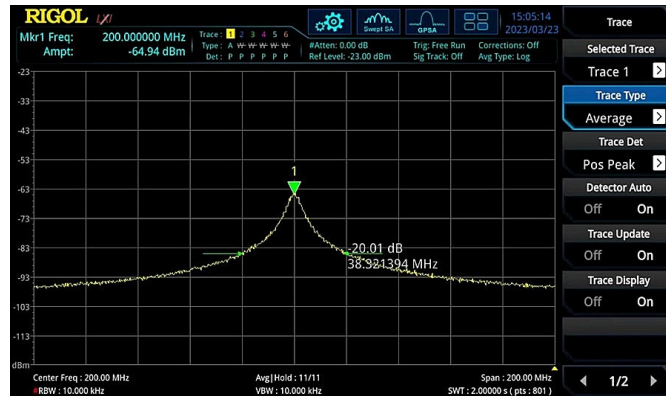 RIGOL LXI
Mkr1 Freq: 200.000000 MHz
Ampt: -64.94 dBm
Trace: 1 2 3 4 5 6
Type: A W W W W W
Det: P P P P P P
Swept SA
GPSA
15:05:14
2023/03/23
#Atten: 0.00 dB Trig: Free Run Corrections: Off
Ref Level: -23.00 dBm Sig Track: Off Avg Type: Log
-23
-33
-43
-53
-63
-73
-83
-93
-103
-113
dBm
1
-20.01 dB
38.321394 MHz
Center Freq : 200.00 MHz Avg|Hold : 11/11 Span : 200.00 MHz
#RBW : 10.000 kHz VBW : 10.000 kHz SWT : 2.00000 s ( pts : 801 )
Trace
Selected Trace
Trace 1
Trace Type
Average
Trace Det
Pos Peak
Detector Auto
Off On
Trace Update
Off On
Trace Display
Off On
1/2